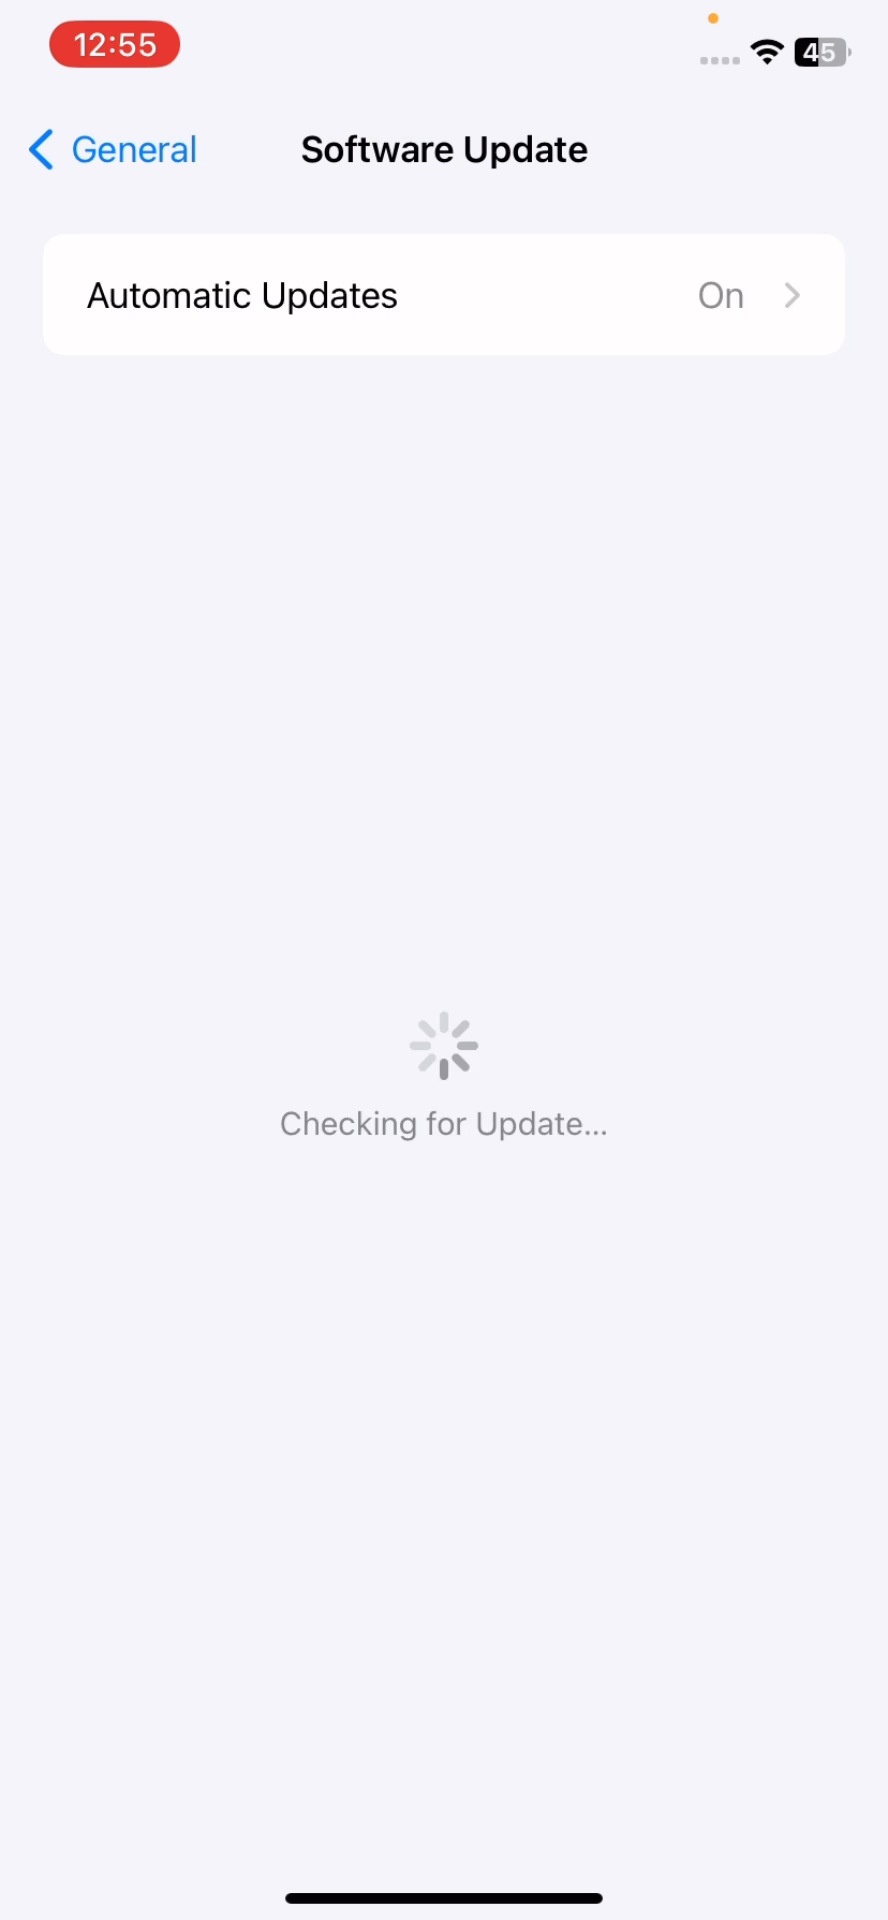 12:55
45
General
Software Update
Automatic Updates On
Checking for Update...